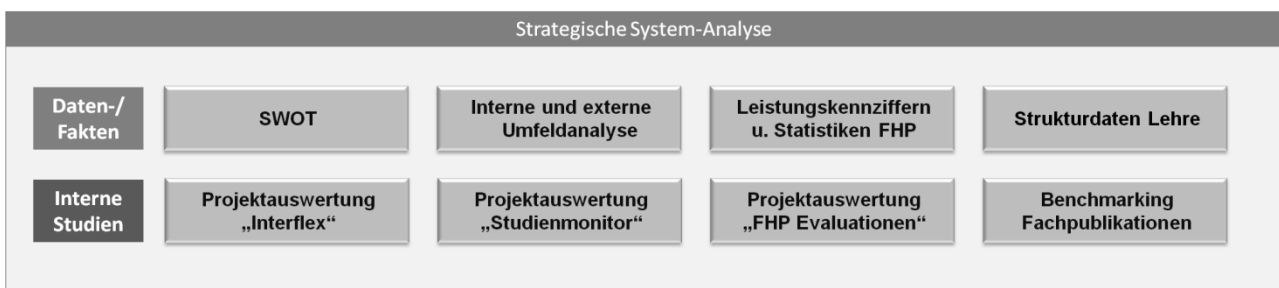 Strategische System-Analyse
Daten-/
Fakten
SWOT
Interne und externe
Umfeldanalyse
Leistungskennziffern
u. Statistiken FHP
Strukturdaten Lehre
Interne
Studien
Projektauswertung
„Interflex“
Projektauswertung
„Studienmonitor“
Projektauswertung
„FHP Evaluationen“
Benchmarking
Fachpublikationen